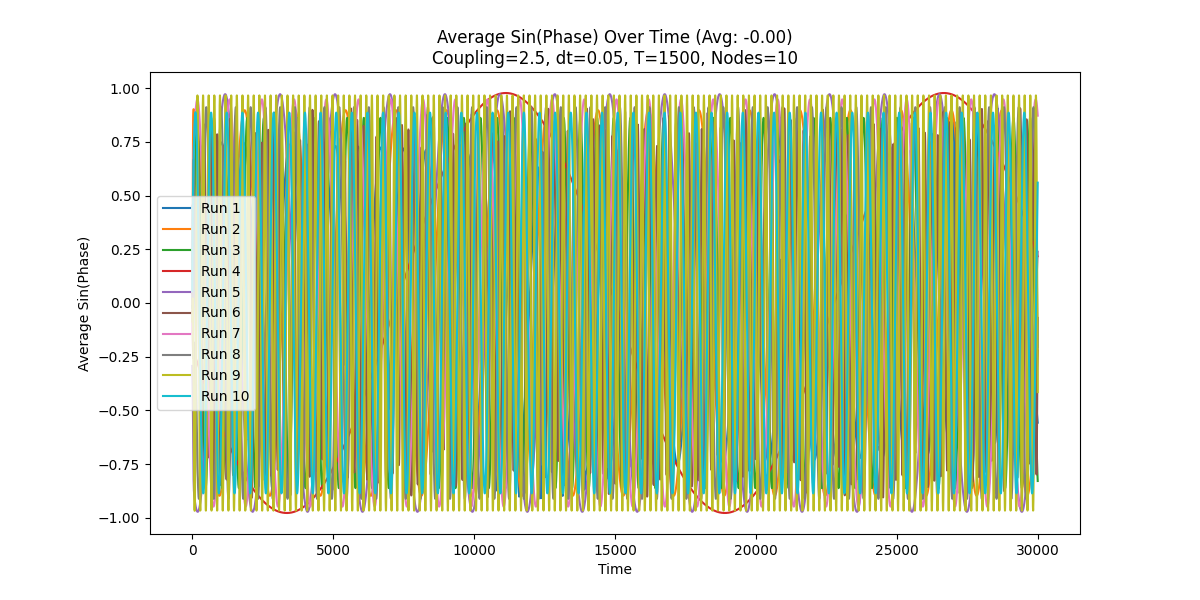 Average Sin(Phase) Over Time (Avg: -0.00)
Coupling=2.5, dt=0.05, T=1500, Nodes=10
Average Sin(Phase)
1.00
0.75
0.50
0.25
0.00
−0.25
−0.50
−0.75
−1.00
Run 1
Run 2
Run 3
Run 4
Run 5
Run 6
Run 7
Run 8
Run 9
Run 10
0 5000 10000 15000 20000 25000 30000
Time